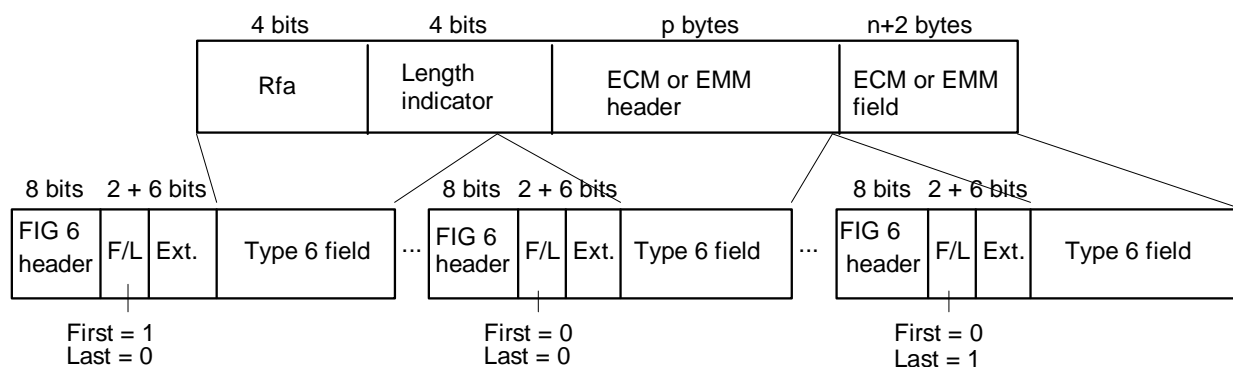 4 bits 4 bits p bytes n+2 bytes
Rfa
Length
indicator
ECM or EMM
header
ECM or EMM
field
8 bits 2 + 6 bits 8 bits 2 + 6 bits 8 bits 2 + 6 bits
FIG 6
header
F/L
Ext.
Type 6 field
...
FIG 6
header
F/L
Ext.
Type 6 field
...
FIG 6
header
F/L
Ext.
Type 6 field
First = 1
Last = 0
First = 0
Last = 0
First = 0
Last = 1